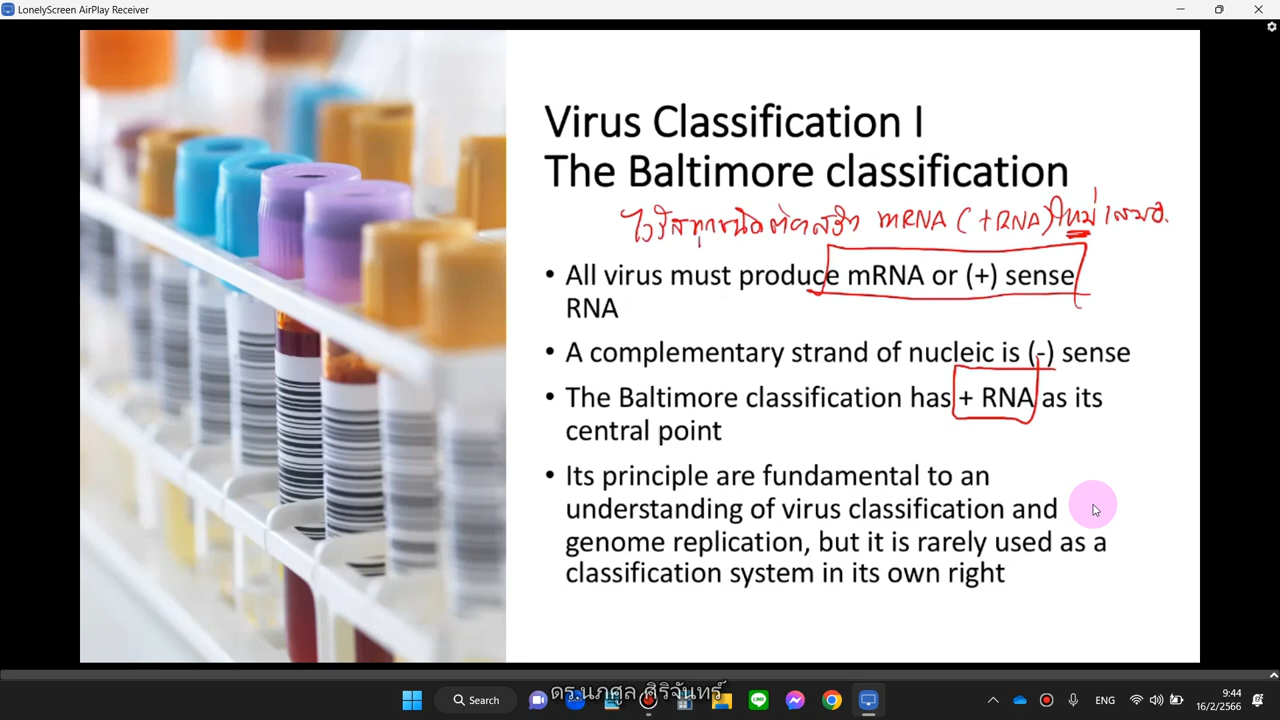 LonelyScreen AirPlay Receiver
Virus Classification I
The Baltimore classification
ไวรัสทุกชนิดต้องสร้าง mRNA (+RNA) ใหม่เสมอ
• All virus must produce mRNA or (+) sense
RNA
• A complementary strand of nucleic is (-) sense
• The Baltimore classification has + RNA as its
central point
• Its principle are fundamental to an
understanding of virus classification and
genome replication, but it is rarely used as a
classification system in its own right
ดร.นภศูล ศิริจันทร์
Search
ENG
9:44
16/2/2566